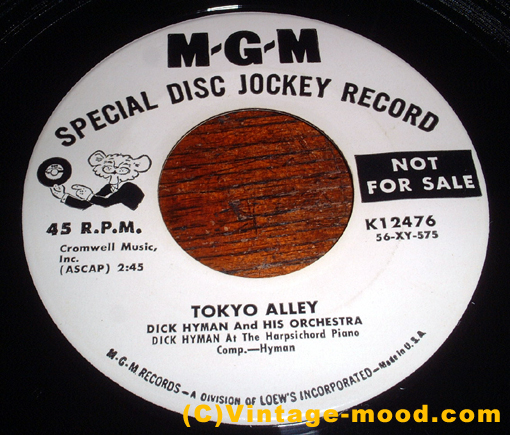 M-G-M
SPECIAL DISC JOCKEY RECORD
NOT
FOR SALE
45 R.P.M.
Cromwell Music,
Inc.
(ASCAP) 2:45
K12476
56-XY-575
TOKYO ALLEY
DICK HYMAN And HIS ORCHESTRA
DICK HYMAN At The Harpsichord Piano
Comp.—Hyman
M-G-M RECORDS—A DIVISION OF LOEW'S INCORPORATED—Made in U.S.A.
(C)Vintage-mood.com